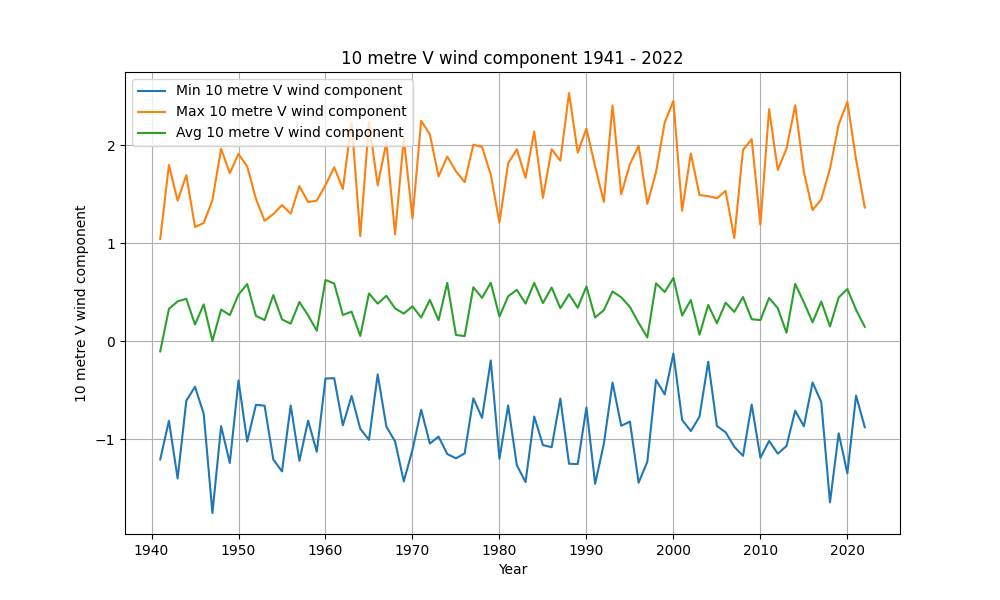 10 metre V wind component 1941 - 2022
Min 10 metre V wind component
Max 10 metre V wind component
Avg 10 metre V wind component
10 metre V wind component
2
1
0
−1
1940 1950 1960 1970 1980 1990 2000 2010 2020
Year